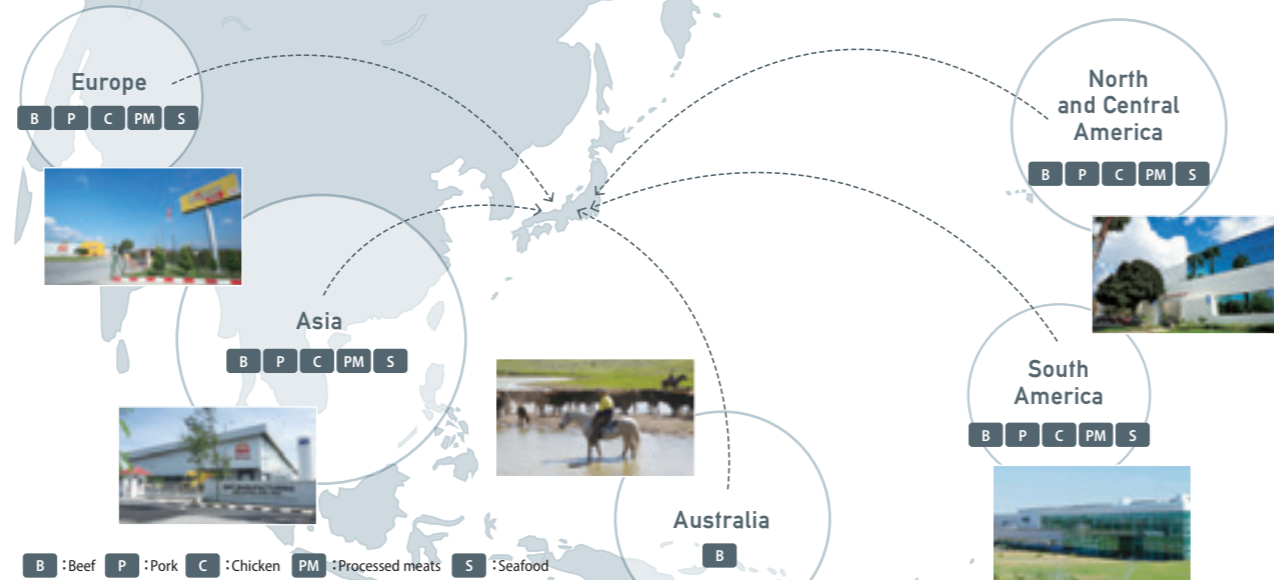 Europe
B P C PM S
North
and Central
America
B P C PM S
Asia
B P C PM S
South
America
B P C PM S
Australia
B
B :Beef P :Pork C :Chicken PM :Processed meats S :Seafood